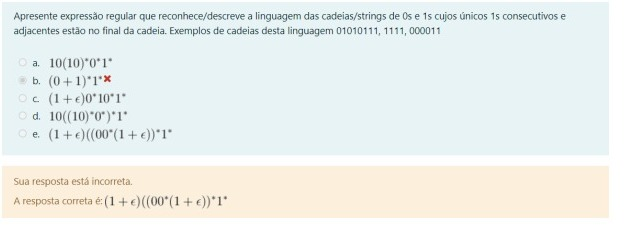 Apresente expressão regular que reconhece/descreve a linguagem das cadeias/strings de 0s e 1s cujos únicos 1s consecutivos e
adjacentes estão no final da cadeia. Exemplos de cadeias desta linguagem 01010111, 1111, 000011
a. 10(10)*0*1*
b. (0 + 1)*1*✖
c. (1 + ϵ)0*10*1*
d. 10((10)*0*)*1*
e. (1 + ϵ)((00*(1 + ϵ))*1*
Sua resposta está incorreta.
A resposta correta é: (1 + ϵ)((00*(1 + ϵ))*1*